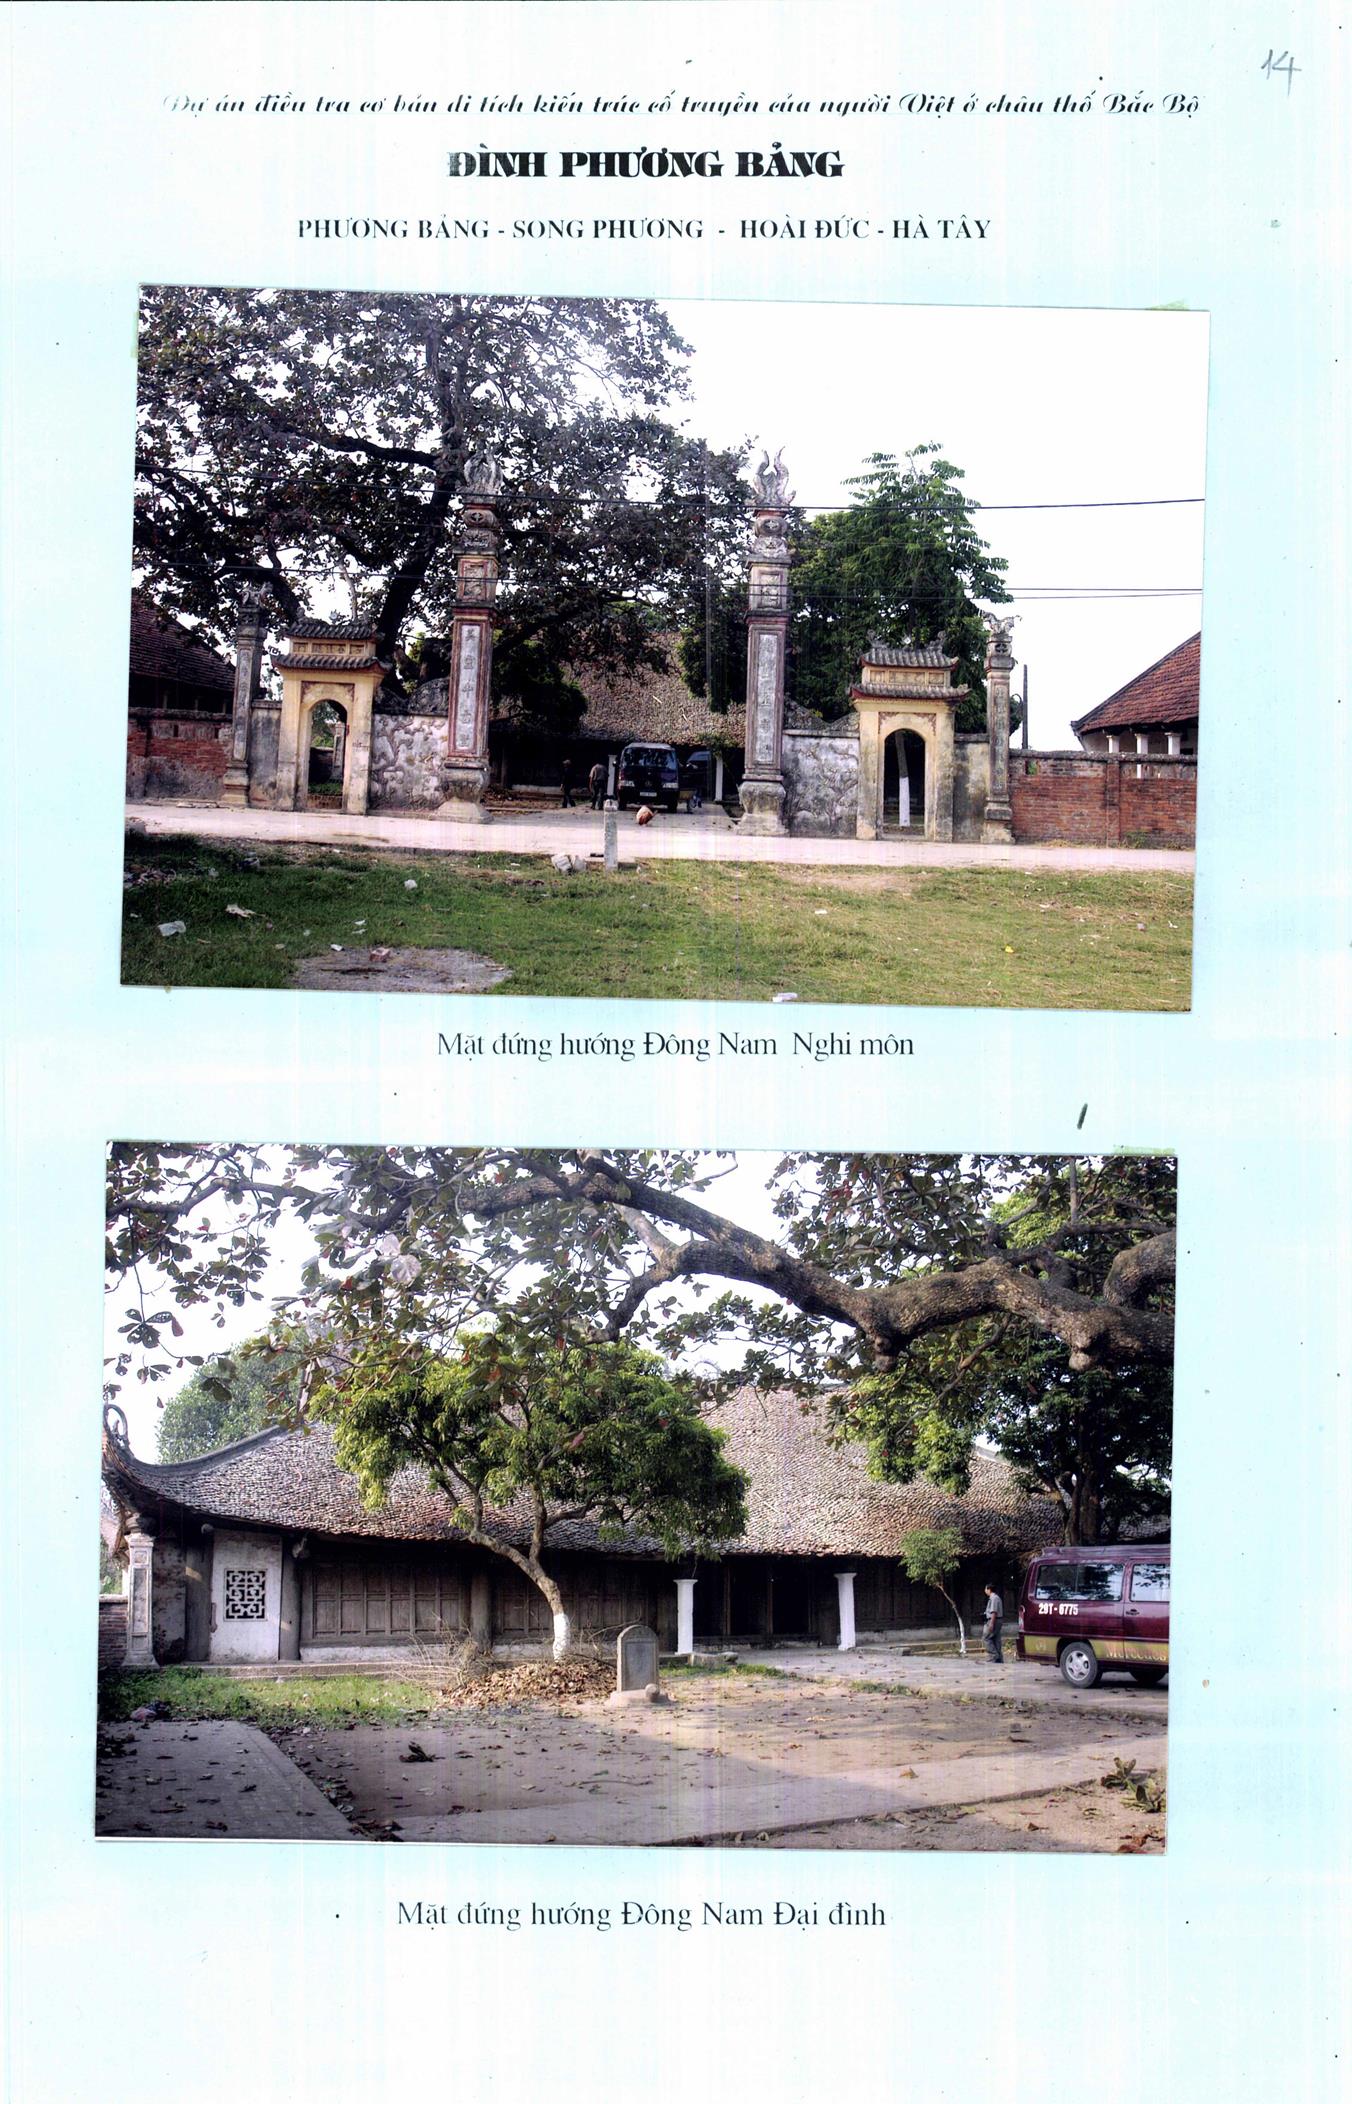 14
Dự án điều tra cơ bản di tích kiến trúc cổ truyền của người Việt ở châu thổ Bắc Bộ
ĐÌNH PHƯƠNG BẢNG
PHƯƠNG BẢNG - SONG PHƯƠNG - HOÀI ĐỨC - HÀ TÂY
Mặt đứng hướng Đông Nam Nghi môn
29T-6775
Mặt đứng hướng Đông Nam Đại đình